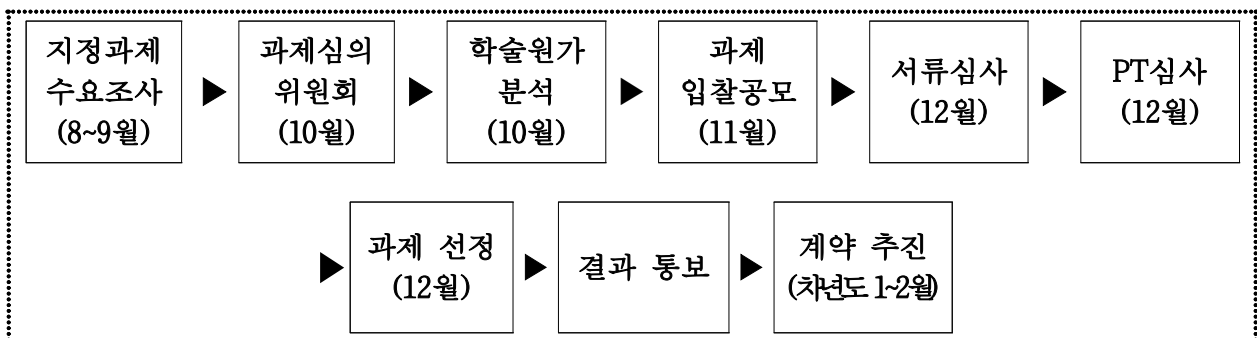 지정과제
수요조사
(8~9월)
▶
과제심의
위원회
(10월)
▶
학술원가
분석
(10월)
▶
과제
입찰공모
(11월)
▶
서류심사
(12월)
▶
PT심사
(12월)
▶
과제 선정
(12월)
▶
결과 통보
▶
계약 추진
(차년도 1~2월)